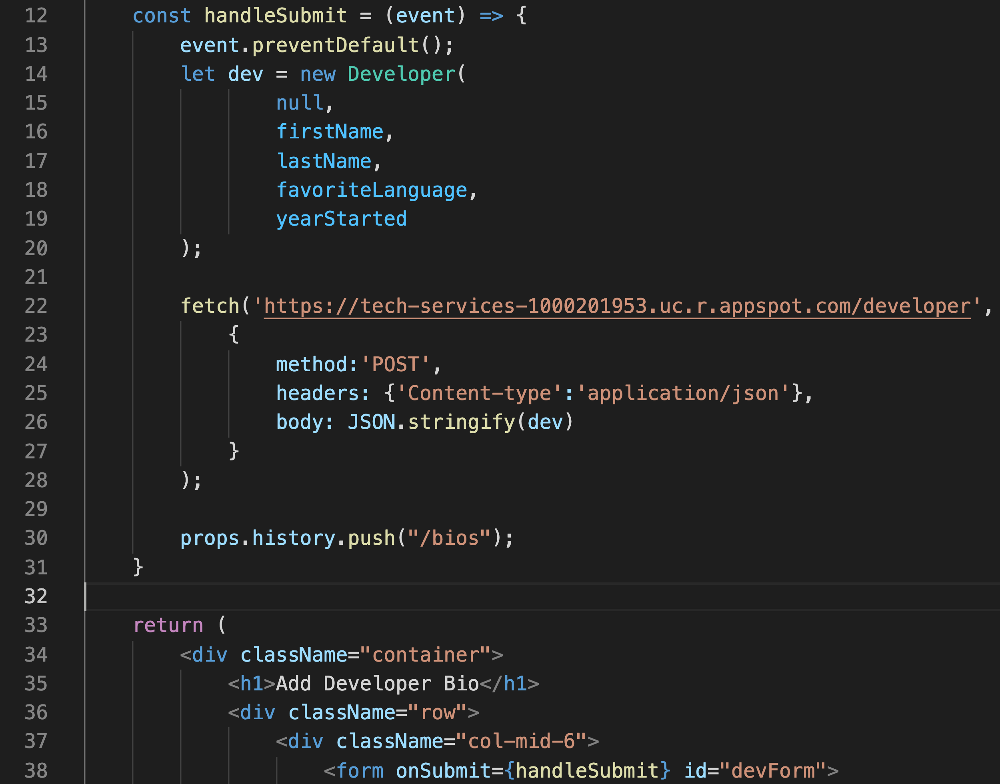 12 const handleSubmit = (event) => {
13 event.preventDefault();
14 let dev = new Developer(
15 null,
16 firstName,
17 lastName,
18 favoriteLanguage,
19 yearStarted
20 );
21
22 fetch('https://tech-services-1000201953.uc.r.appspot.com/developer',
23 {
24 method:'POST',
25 headers: {'Content-type':'application/json'},
26 body: JSON.stringify(dev)
27 }
28 );
29
30 props.history.push("/bios");
31 }
32
33 return (
34 <div className="container">
35 <h1>Add Developer Bio</h1>
36 <div className="row">
37 <div className="col-mid-6">
38 <form onSubmit={handleSubmit} id="devForm">